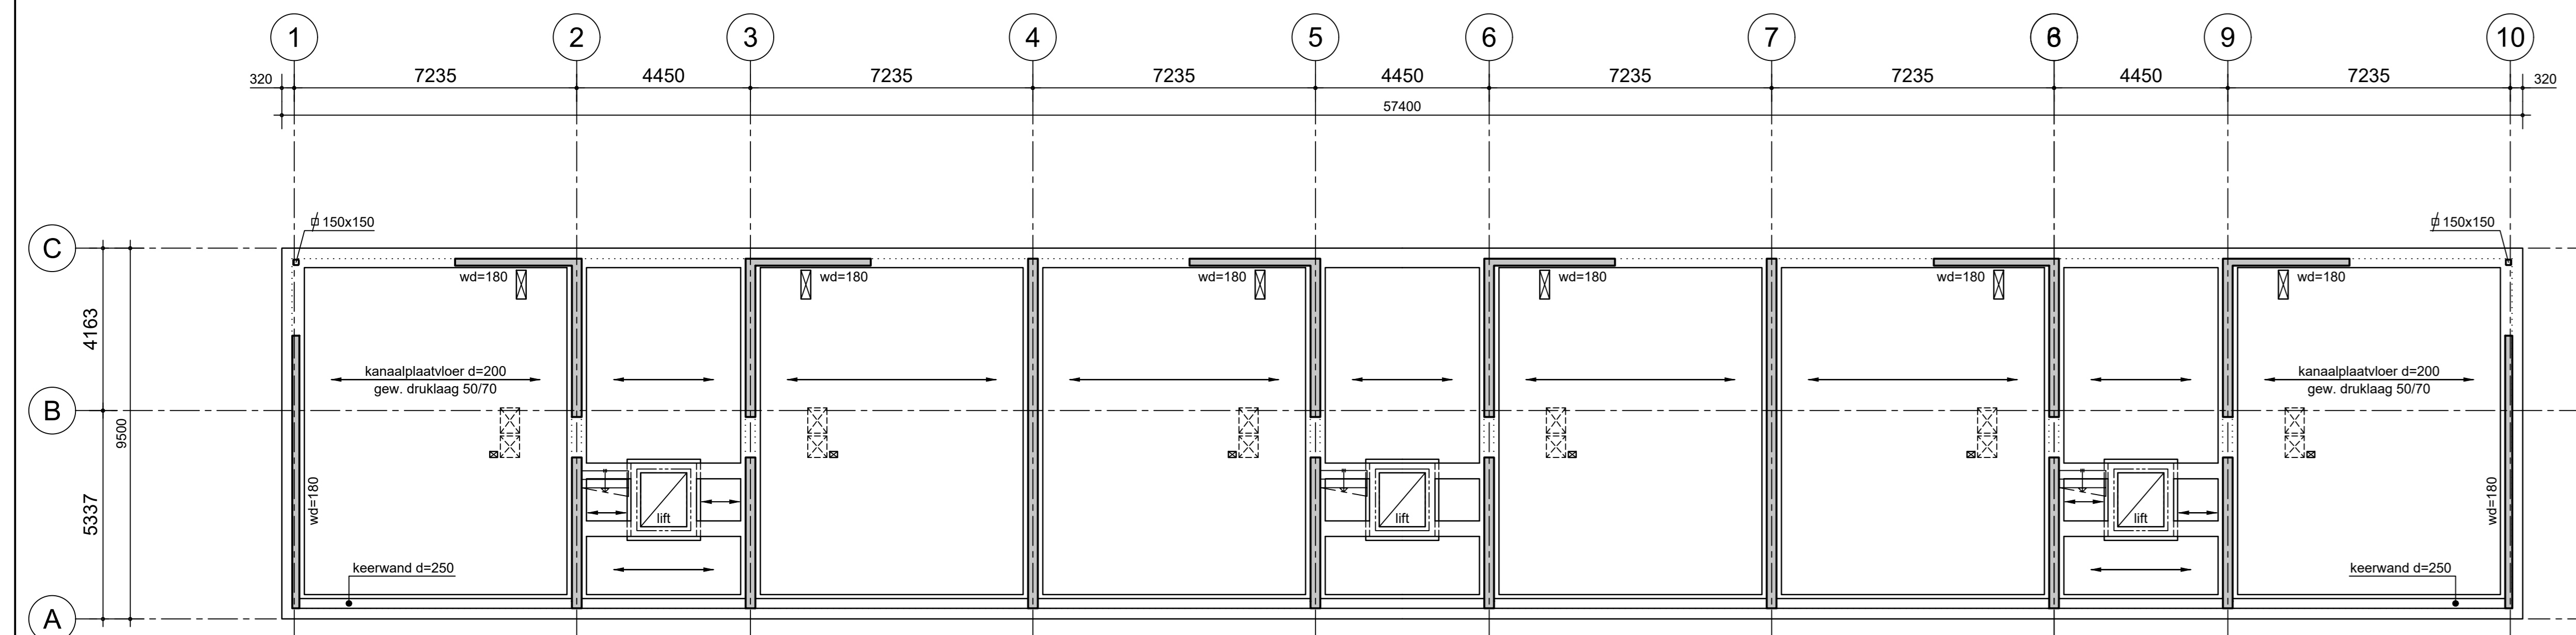 1 2 3 4 5 6 7 9 10
320 7235 4450 7235 7235 4450 7235 7235 4450 7235 320
57400
150x150 150x150
C
wd=180 wd=180 wd=180 wd=180 wd=180 wd=180
4163
kanaalplaatvloer d=200 kanaalplaatvloer d=200
gew. druklaag 50/70 gew. druklaag 50/70
B
9500
wd=180 wd=180
5337
lift lift lift
keerwand d=250 keerwand d=250
A